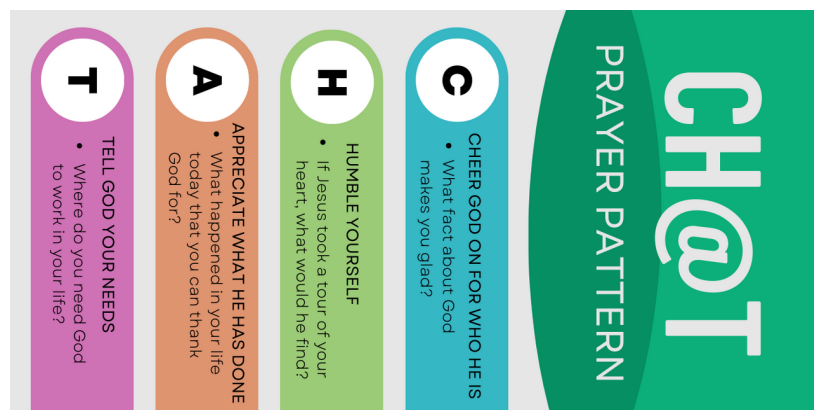 CH@T
PRAYER PATTERN
C
CHEER GOD ON FOR WHO HE IS
• What fact about God
makes you glad?
H
HUMBLE YOURSELF
• If Jesus took a tour of your
heart, what would he find?
A
APPRECIATE WHAT HE HAS DONE
• What happened in your life
today that you can thank
God for?
T
TELL GOD YOUR NEEDS
• Where do you need God
to work in your life?